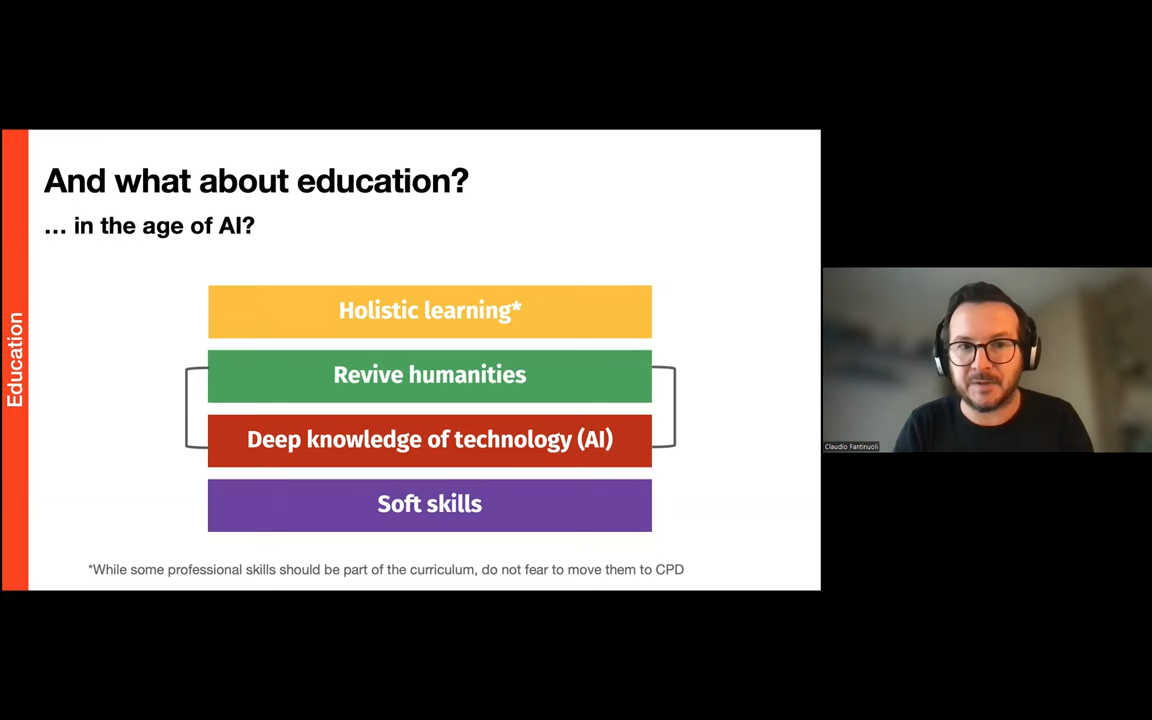 And what about education?
... in the age of AI?
Education
Holistic learning*
Revive humanities
Deep knowledge of technology (AI)
Soft skills
*While some professional skills should be part of the curriculum, do not fear to move them to CPD
Claudio Fantinuoli